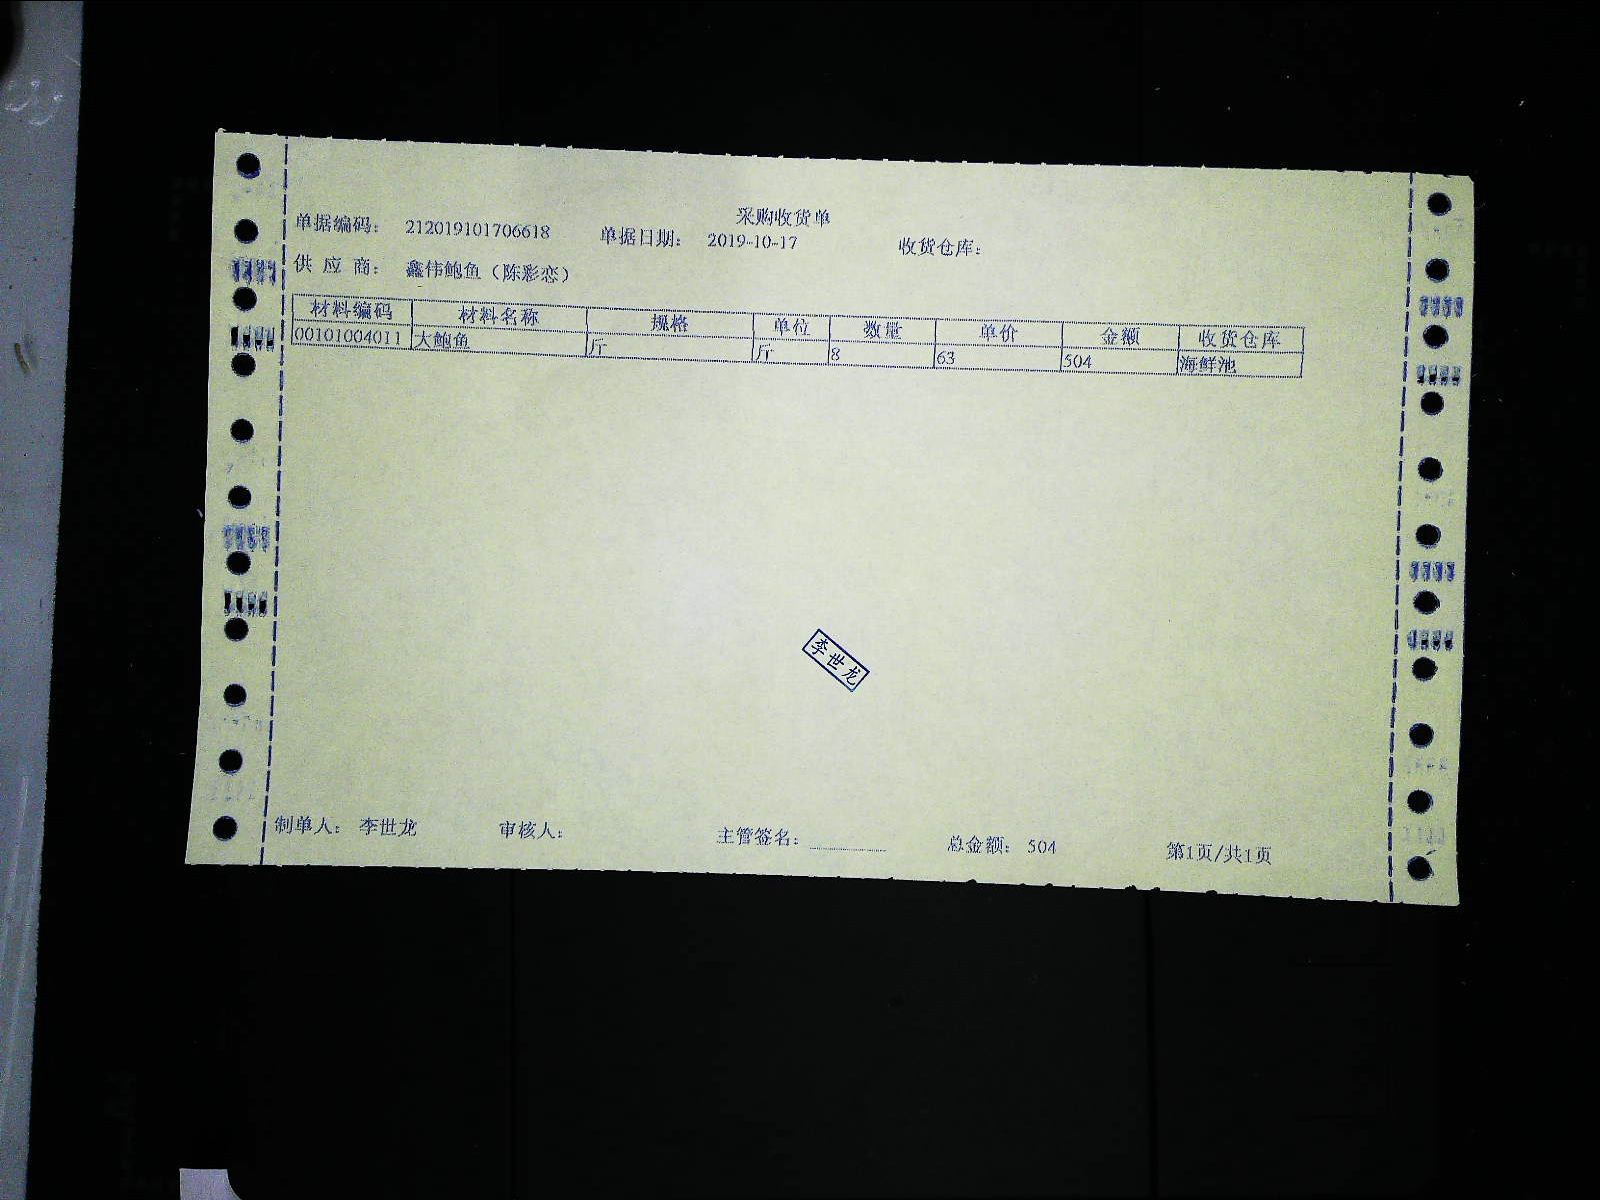 采购收货单
单据编码： 212019101706618 单据日期： 2019-10-17 收货仓库：
供 应 商： 鑫伟鲍鱼（陈影恋）
材料编码 材料名称 规格 单位 数量 单价 金额 收货仓库
00101004011 大鲍鱼 斤 斤 8 63 504 海鲜池
李世龙
制单人： 李世龙 审核人： 主管签名： 总金额： 504 第1页/共1页